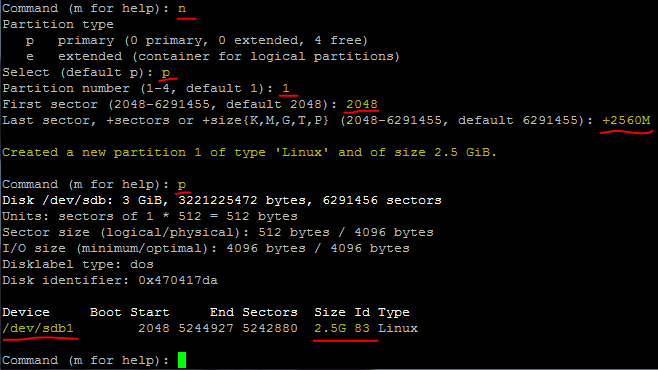 Command (m for help): n
Partition type
   p   primary (0 primary, 0 extended, 4 free)
   e   extended (container for logical partitions)
Select (default p): p
Partition number (1-4, default 1): 1
First sector (2048-6291455, default 2048): 2048
Last sector, +sectors or +size{K,M,G,T,P} (2048-6291455, default 6291455): +2560M
Created a new partition 1 of type 'Linux' and of size 2.5 GiB.
Command (m for help): p
Disk /dev/sdb: 3 GiB, 3221225472 bytes, 6291456 sectors
Units: sectors of 1 * 512 = 512 bytes
Sector size (logical/physical): 512 bytes / 4096 bytes
I/O size (minimum/optimal): 4096 bytes / 4096 bytes
Disklabel type: dos
Disk identifier: 0x470417da
Device     Boot Start     End Sectors  Size Id Type
/dev/sdb1        2048 5244927 5242880  2.5G 83 Linux
Command (m for help):